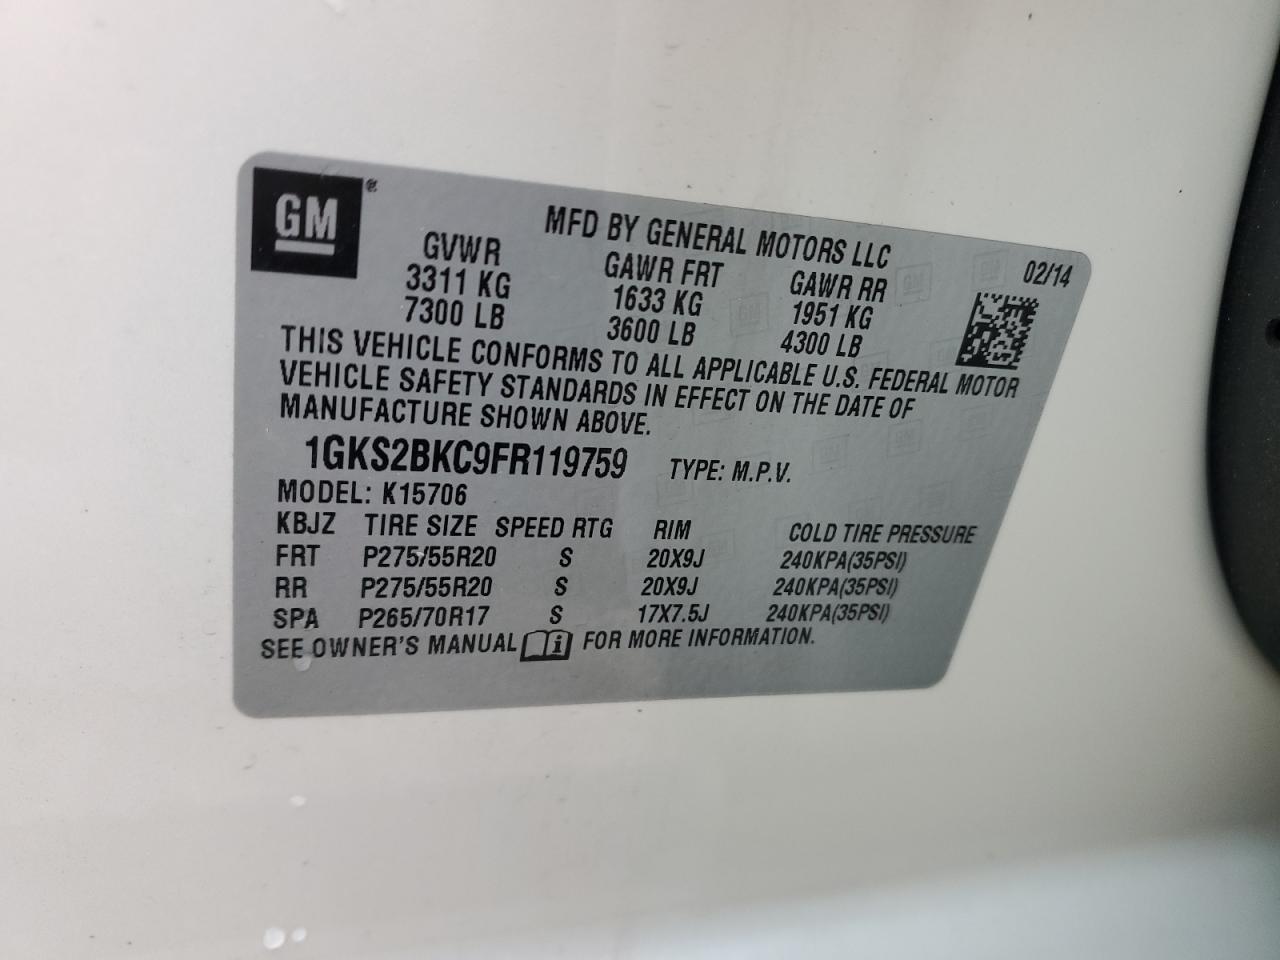 GM®
MFD BY GENERAL MOTORS LLC
02/14
GVWR GAWR FRT GAWR RR
3311 KG 1633 KG 1951 KG
7300 LB 3600 LB 4300 LB
THIS VEHICLE CONFORMS TO ALL APPLICABLE U.S. FEDERAL MOTOR
VEHICLE SAFETY STANDARDS IN EFFECT ON THE DATE OF
MANUFACTURE SHOWN ABOVE.
1GKS2BKC9FR119759 TYPE: M.P.V.
MODEL: K15706
KBJZ TIRE SIZE SPEED RTG RIM COLD TIRE PRESSURE
FRT P275/55R20 S 20X9J 240KPA(35PSI)
RR P275/55R20 S 20X9J 240KPA(35PSI)
SPA P265/70R17 S 17X7.5J 240KPA(35PSI)
SEE OWNER'S MANUAL i FOR MORE INFORMATION.